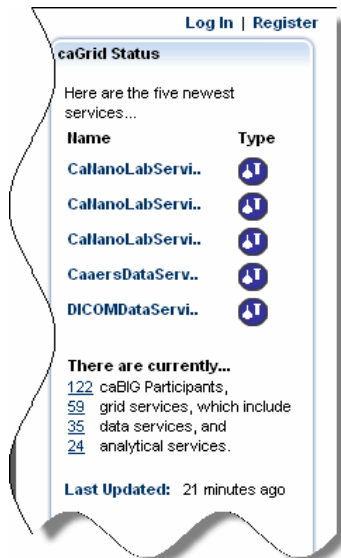 Log In | Register
caGrid Status
Here are the five newest
services...
Name Type
CaNanoLabServi..
CaNanoLabServi..
CaNanoLabServi..
CaaersDataServ..
DICOMDataServi..
There are currently...
122 caBIG Participants,
59 grid services, which include
35 data services, and
24 analytical services.
Last Updated: 21 minutes ago